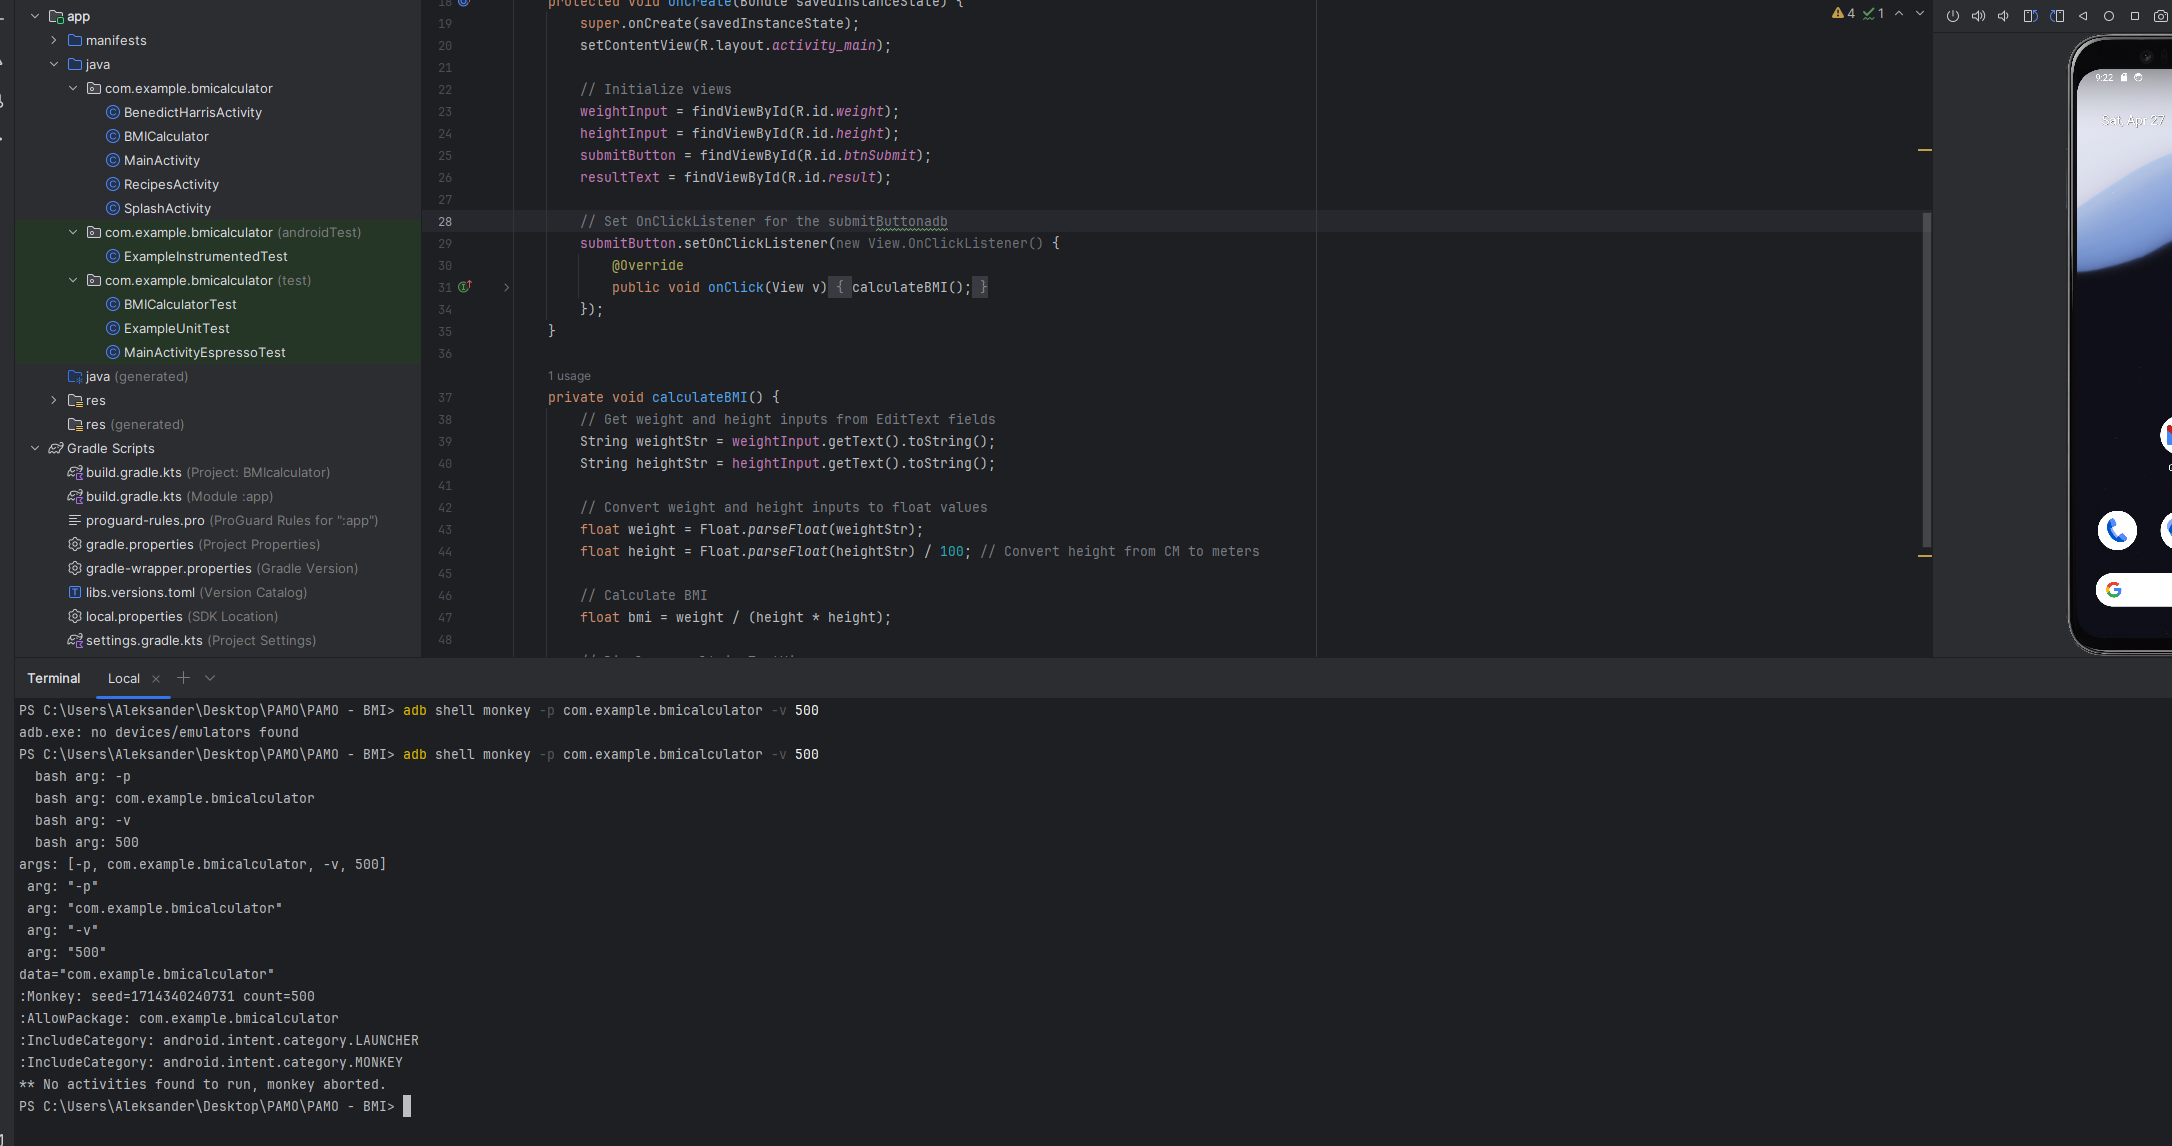 app
manifests
java
com.example.bmicalculator
BenedictHarrisActivity
BMICalculator
MainActivity
RecipesActivity
SplashActivity
com.example.bmicalculator (androidTest)
ExampleInstrumentedTest
com.example.bmicalculator (test)
BMICalculatorTest
ExampleUnitTest
MainActivityEspressoTest
java (generated)
res
res (generated)
Gradle Scripts
build.gradle.kts (Project: BMIcalculator)
build.gradle.kts (Module :app)
proguard-rules.pro (ProGuard Rules for ":app")
gradle.properties (Project Properties)
gradle-wrapper.properties (Gradle Version)
libs.versions.toml (Version Catalog)
local.properties (SDK Location)
settings.gradle.kts (Project Settings)
18 protected void onCreate(Bundle savedInstanceState) {
19 super.onCreate(savedInstanceState);
20 setContentView(R.layout.activity_main);
21
22 // Initialize views
23 weightInput = findViewById(R.id.weight);
24 heightInput = findViewById(R.id.height);
25 submitButton = findViewById(R.id.btnSubmit);
26 resultText = findViewById(R.id.result);
27
28 // Set OnClickListener for the submitButtonadb
29 submitButton.setOnClickListener(new View.OnClickListener() {
30 @Override
31 public void onClick(View v) { calculateBMI(); }
34 });
35 }
36
1 usage
37 private void calculateBMI() {
38 // Get weight and height inputs from EditText fields
39 String weightStr = weightInput.getText().toString();
40 String heightStr = heightInput.getText().toString();
41
42 // Convert weight and height inputs to float values
43 float weight = Float.parseFloat(weightStr);
44 float height = Float.parseFloat(heightStr) / 100; // Convert height from CM to meters
45
46 // Calculate BMI
47 float bmi = weight / (height * height);
48
4 1
9:22
Sat, Apr 27
Terminal Local
PS C:\Users\Aleksander\Desktop\PAMO\PAMO - BMI> adb shell monkey -p com.example.bmicalculator -v 500
adb.exe: no devices/emulators found
PS C:\Users\Aleksander\Desktop\PAMO\PAMO - BMI> adb shell monkey -p com.example.bmicalculator -v 500
bash arg: -p
bash arg: com.example.bmicalculator
bash arg: -v
bash arg: 500
args: [-p, com.example.bmicalculator, -v, 500]
arg: "-p"
arg: "com.example.bmicalculator"
arg: "-v"
arg: "500"
data="com.example.bmicalculator"
:Monkey: seed=1714340240731 count=500
:AllowPackage: com.example.bmicalculator
:IncludeCategory: android.intent.category.LAUNCHER
:IncludeCategory: android.intent.category.MONKEY
** No activities found to run, monkey aborted.
PS C:\Users\Aleksander\Desktop\PAMO\PAMO - BMI>